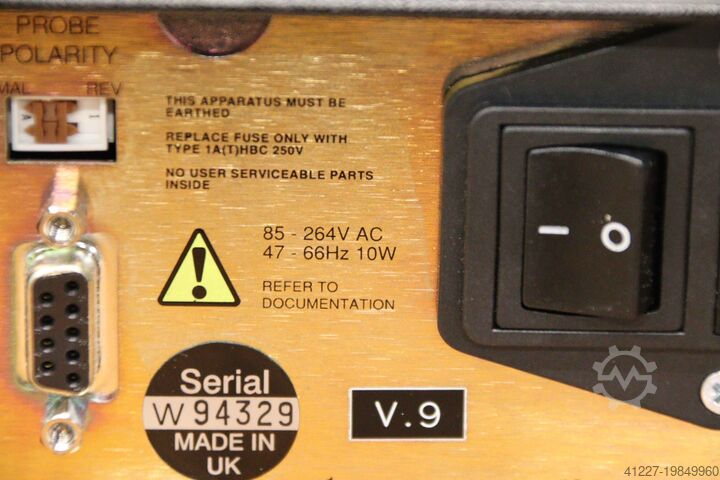 PROBE
POLARITY
MAL REV
THIS APPARATUS MUST BE
EARTHED
REPLACE FUSE ONLY WITH
TYPE 1A(T)HBC 250V
NO USER SERVICEABLE PARTS
INSIDE
85 - 264V AC
47 - 66Hz 10W
REFER TO
DOCUMENTATION
Serial
W 94329
MADE IN
UK
V.9
I O
41227-19849960